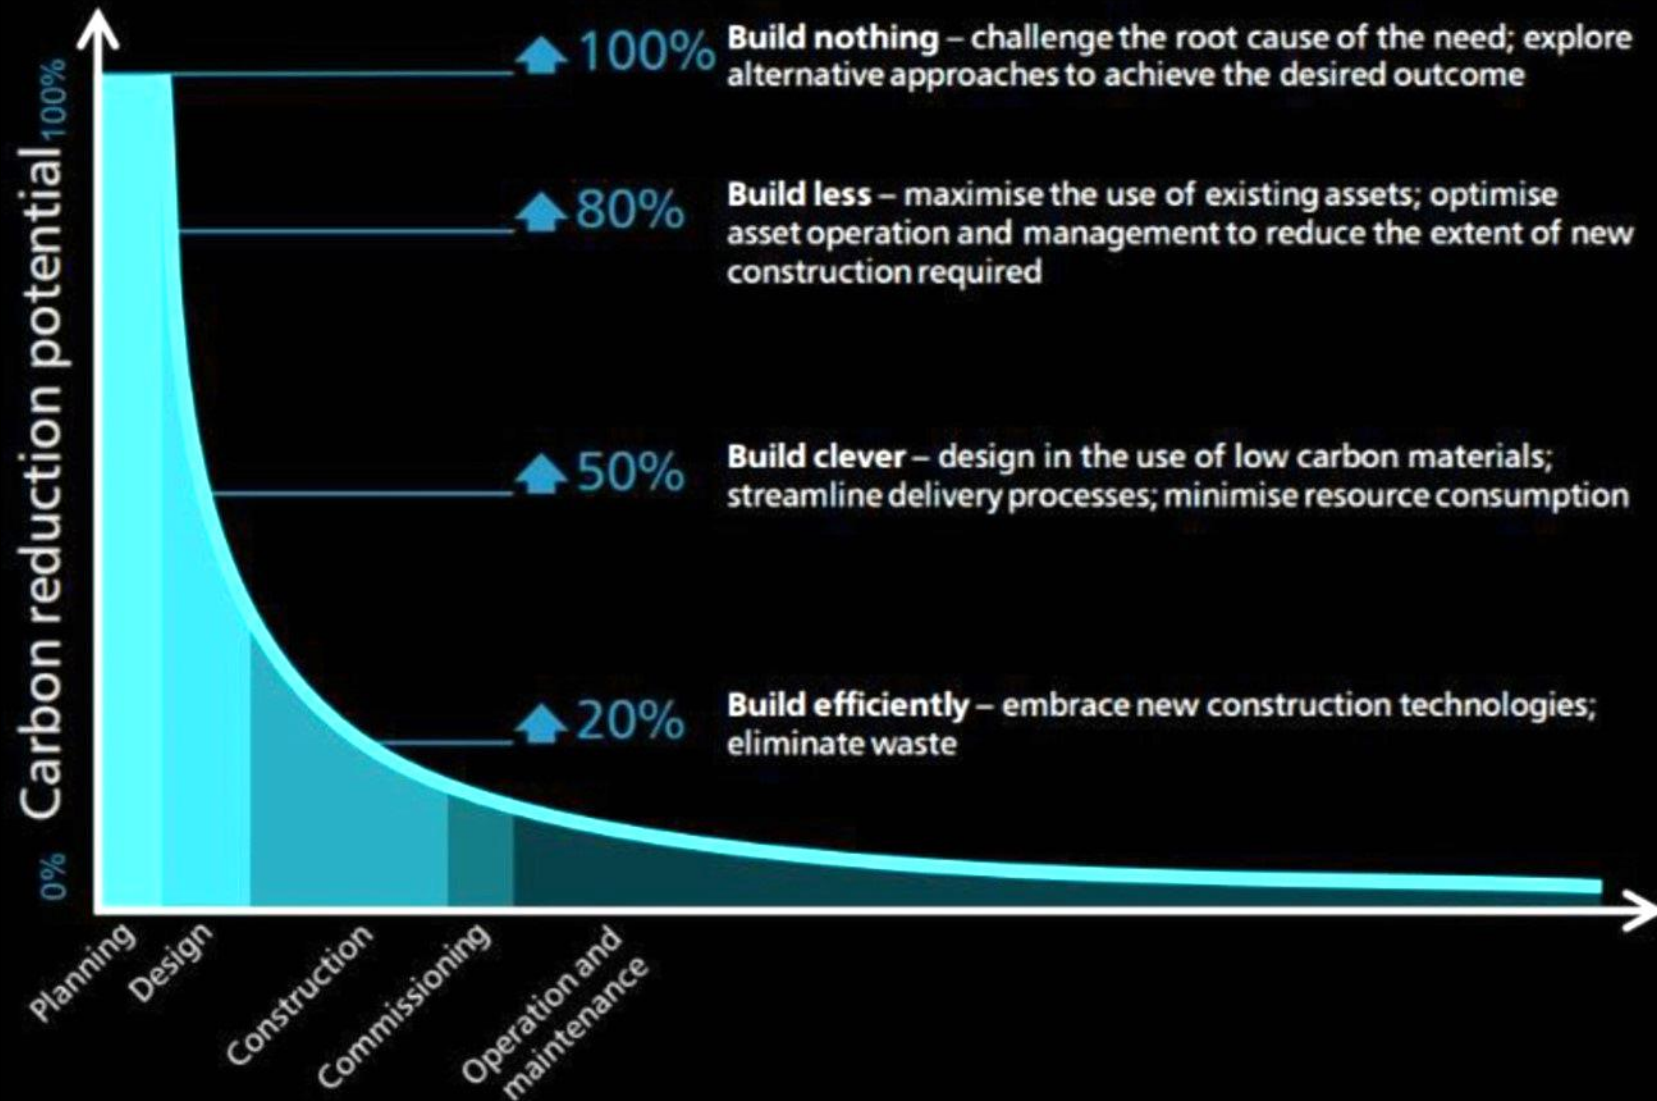 100%
Build nothing – challenge the root cause of the need; explore
alternative approaches to achieve the desired outcome
80%
Build less – maximise the use of existing assets; optimise
asset operation and management to reduce the extent of new
construction required
50%
Build clever – design in the use of low carbon materials;
streamline delivery processes; minimise resource consumption
20%
Build efficiently – embrace new construction technologies;
eliminate waste
100%
Carbon reduction potential
0%
Planning
Design
Construction
Commissioning
Operation and
maintenance